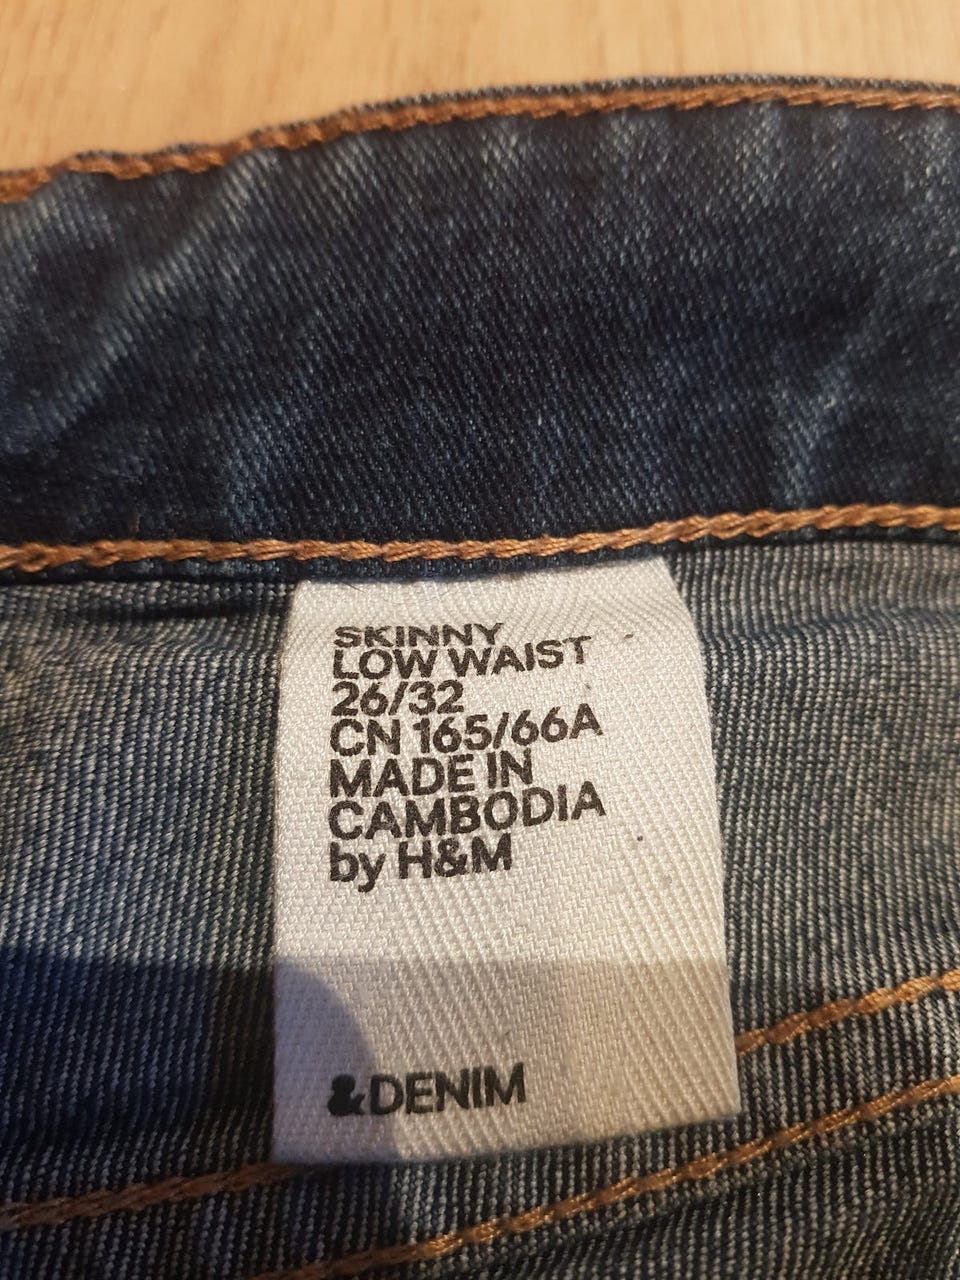 SKINNY
LOW WAIST
26/32
CN 165/66A
MADE IN
CAMBODIA
by H&M
&DENIM